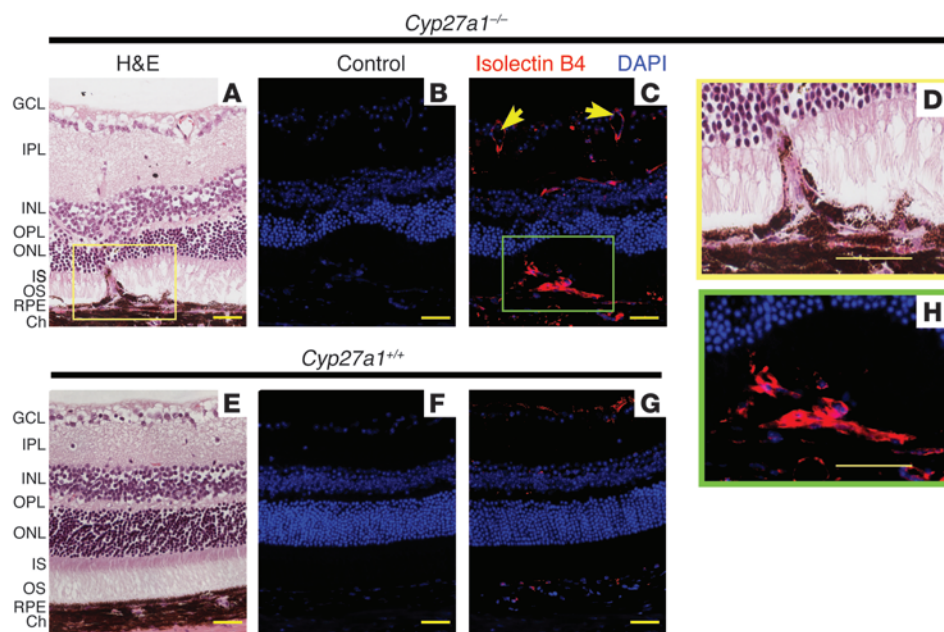 Cyp27a1–/–
H&E Control Isolectin B4 DAPI
A B C D
GCL
IPL
INL
OPL
ONL
IS
OS
RPE
Ch
H
Cyp27a1+/+
E F G
GCL
IPL
INL
OPL
ONL
IS
OS
RPE
Ch